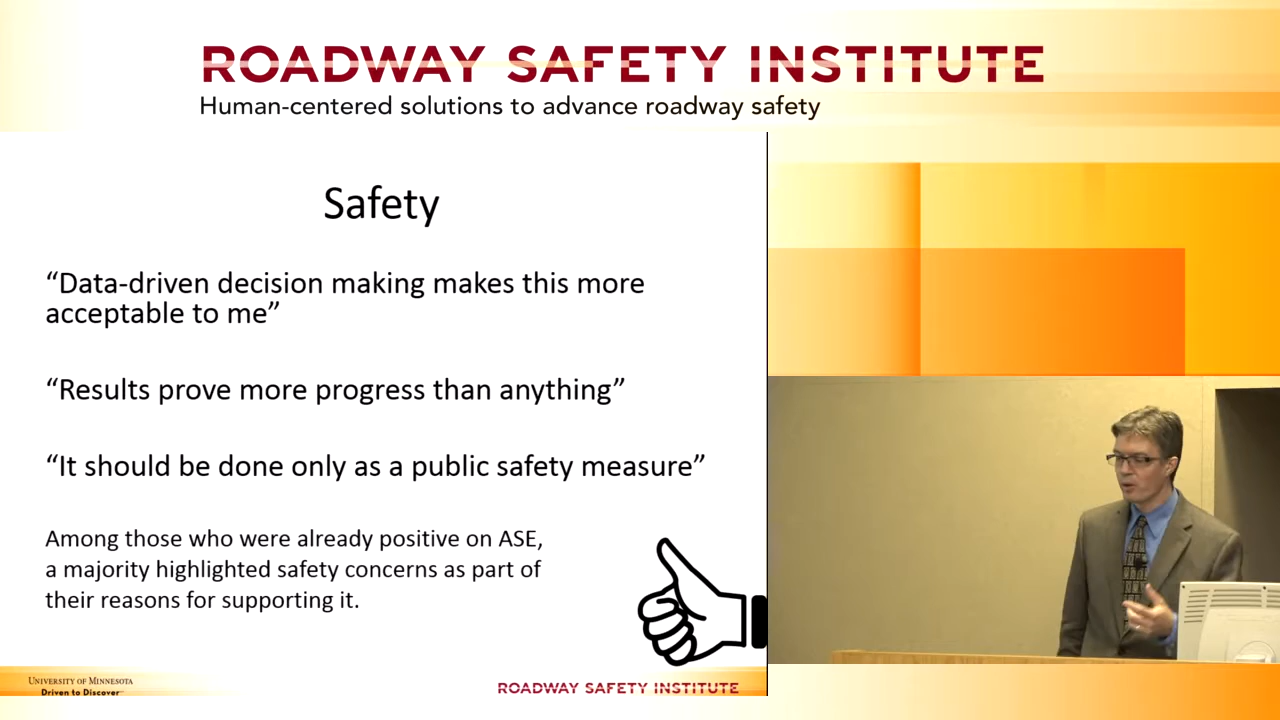 ROADWAY SAFETY INSTITUTE
Human-centered solutions to advance roadway safety
Safety
“Data-driven decision making makes this more
acceptable to me”
“Results prove more progress than anything”
“It should be done only as a public safety measure”
Among those who were already positive on ASE,
a majority highlighted safety concerns as part of
their reasons for supporting it.
UNIVERSITY OF MINNESOTA
Driven to Discover
ROADWAY SAFETY INSTITUTE